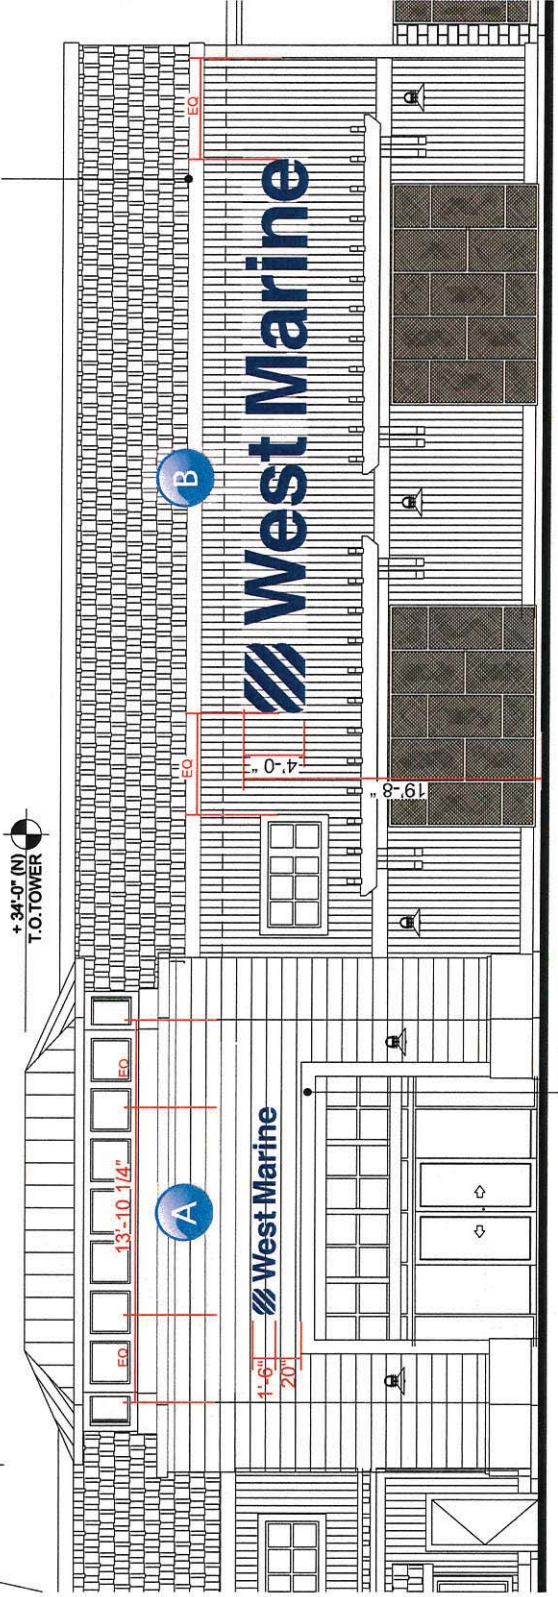 + 34'-0" (N)
T.O.TOWER
EQ
13'-10 1/4"
EQ
A
West Marine
1'-6"
20"
EQ
B
EQ
West Marine
4'-0"
19'-8"